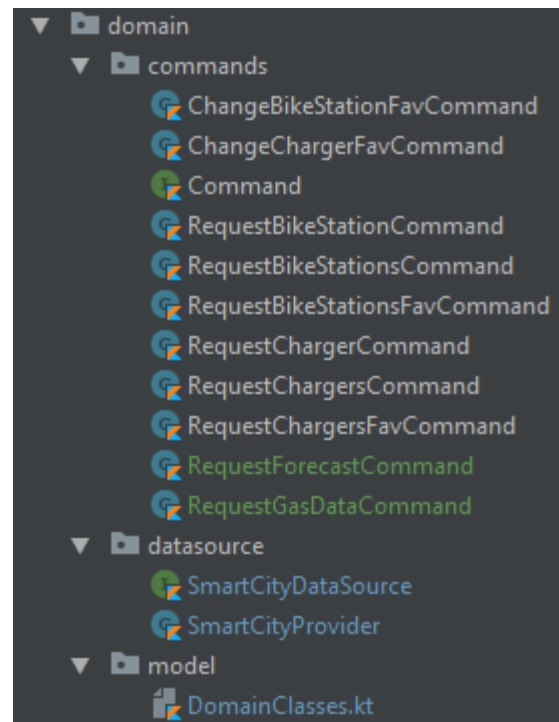 domain
commands
ChangeBikeStationFavCommand
ChangeChargerFavCommand
Command
RequestBikeStationCommand
RequestBikeStationsCommand
RequestBikeStationsFavCommand
RequestChargerCommand
RequestChargersCommand
RequestChargersFavCommand
RequestForecastCommand
RequestGasDataCommand
datasource
SmartCityDataSource
SmartCityProvider
model
DomainClasses.kt